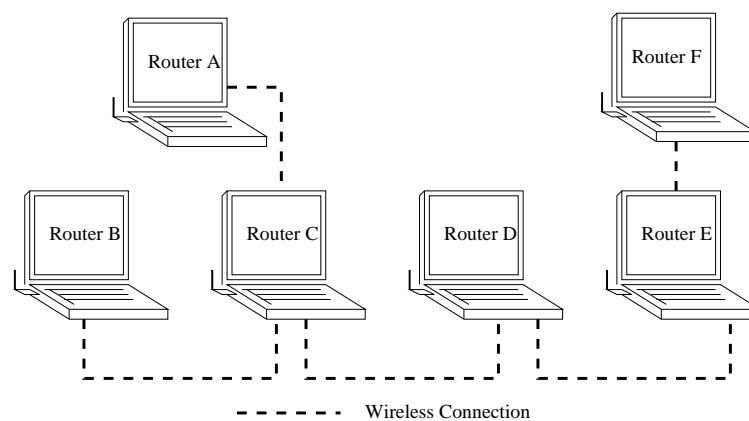 Router A
Router F
Router B
Router C
Router D
Router E
Wireless Connection